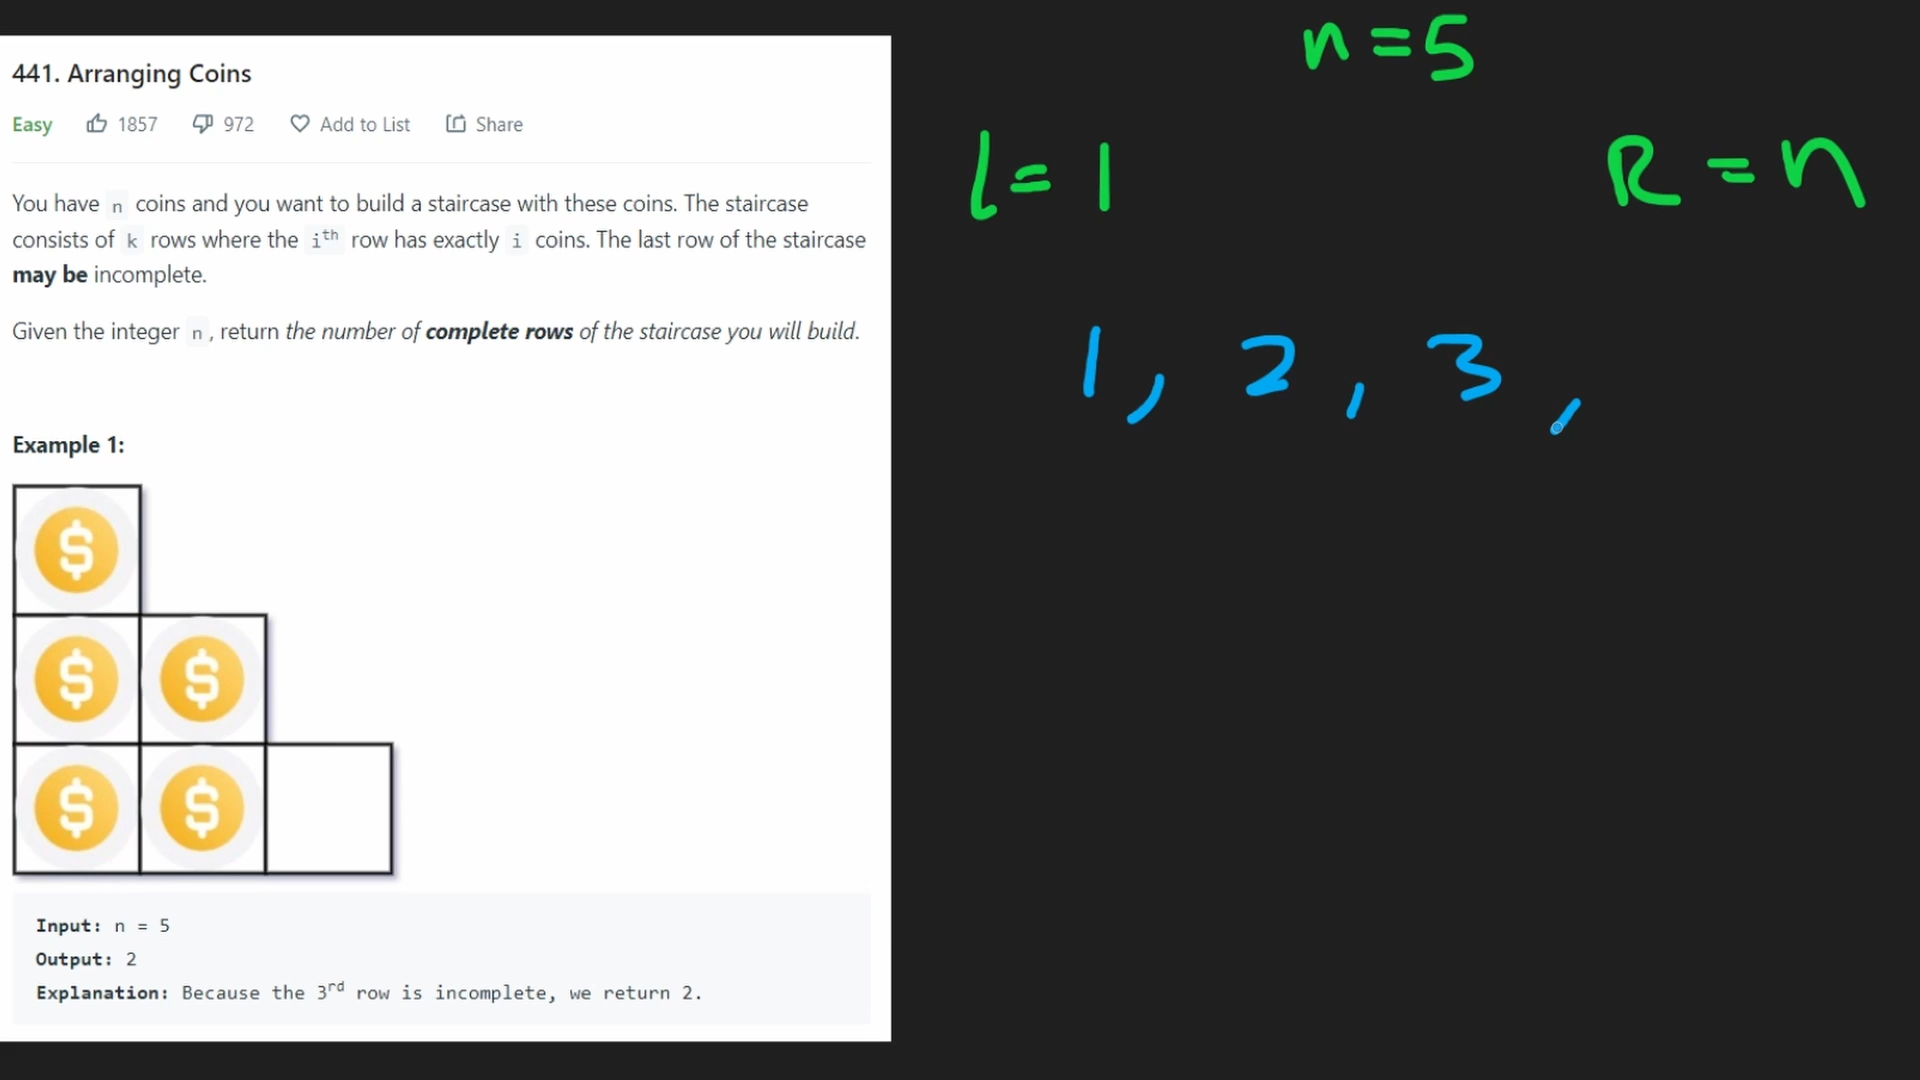 441. Arranging Coins
Easy 1857 972 Add to List Share
You have n coins and you want to build a staircase with these coins. The staircase
consists of k rows where the iᵗʰ row has exactly i coins. The last row of the staircase
may be incomplete.
Given the integer n, return the number of complete rows of the staircase you will build.
Example 1:
$
$ $
$ $
Input: n = 5
Output: 2
Explanation: Because the 3ʳᵈ row is incomplete, we return 2.
n = 5
l = 1 R = n
1, 2, 3,